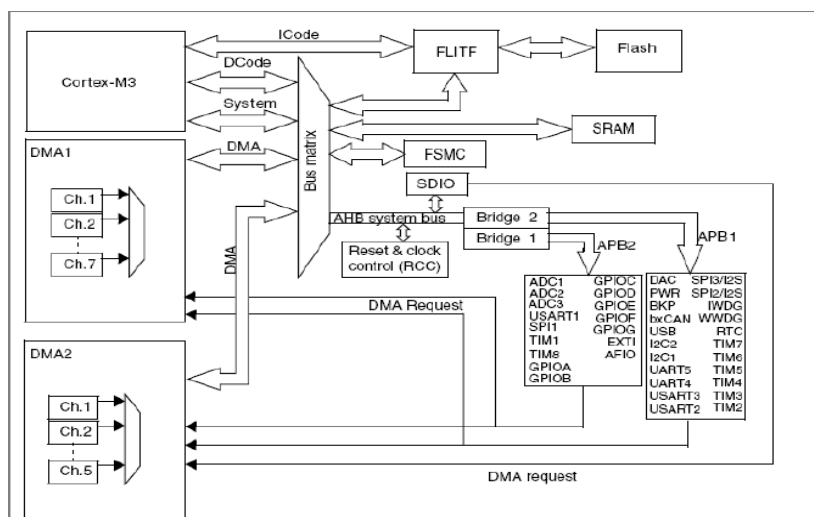 Cortex-M3
ICode
DCode
System
DMA
FLITF
Flash
SRAM
FSMC
SDIO
Bus matrix
AHB system bus
Bridge 2
Bridge 1
Reset & clock
control (RCC)
APB2
APB1
DMA1
Ch.1
Ch.2
Ch.7
DMA
DMA Request
DMA2
Ch.1
Ch.2
Ch.5
DMA request
ADC1 GPIOC
ADC2 GPIOD
ADC3 GPIOE
USART1 GPIOF
SPI1 GPIOG
TIM1 EXTI
TIM8 AFIO
GPIOA
GPIOB
DAC SPI3/I2S
PWR SPI2/I2S
BKP IWDG
bxCAN WWDG
USB RTC
I2C2 TIM7
I2C1 TIM6
UART5 TIM5
UART4 TIM4
USART3 TIM3
USART2 TIM2